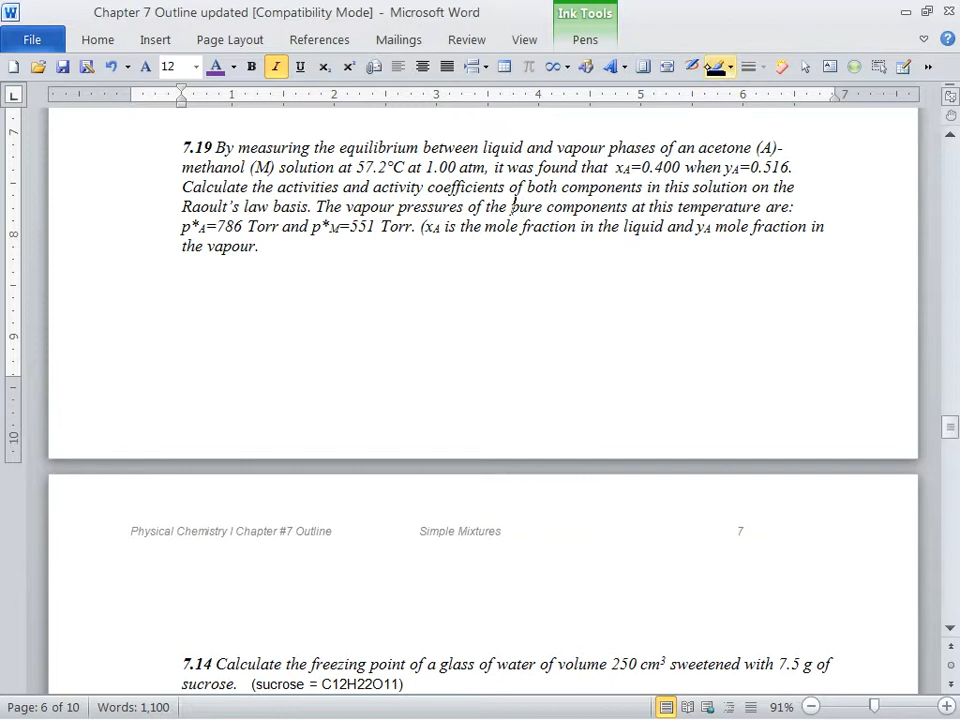 Chapter 7 Outline updated [Compatibility Mode] - Microsoft Word
Ink Tools
File Home Insert Page Layout References Mailings Review View Pens
12
1 2 3 4 5 6 7
7.19 By measuring the equilibrium between liquid and vapour phases of an acetone (A)-
methanol (M) solution at 57.2°C at 1.00 atm, it was found that xA=0.400 when yA=0.516.
Calculate the activities and activity coefficients of both components in this solution on the
Raoult's law basis. The vapour pressures of the pure components at this temperature are:
p*A=786 Torr and p*M=551 Torr. (xA is the mole fraction in the liquid and yA mole fraction in
the vapour.
Physical Chemistry I Chapter #7 Outline Simple Mixtures 7
7.14 Calculate the freezing point of a glass of water of volume 250 cm³ sweetened with 7.5 g of
sucrose. (sucrose = C12H22O11)
Page: 6 of 10 Words: 1,100 91%